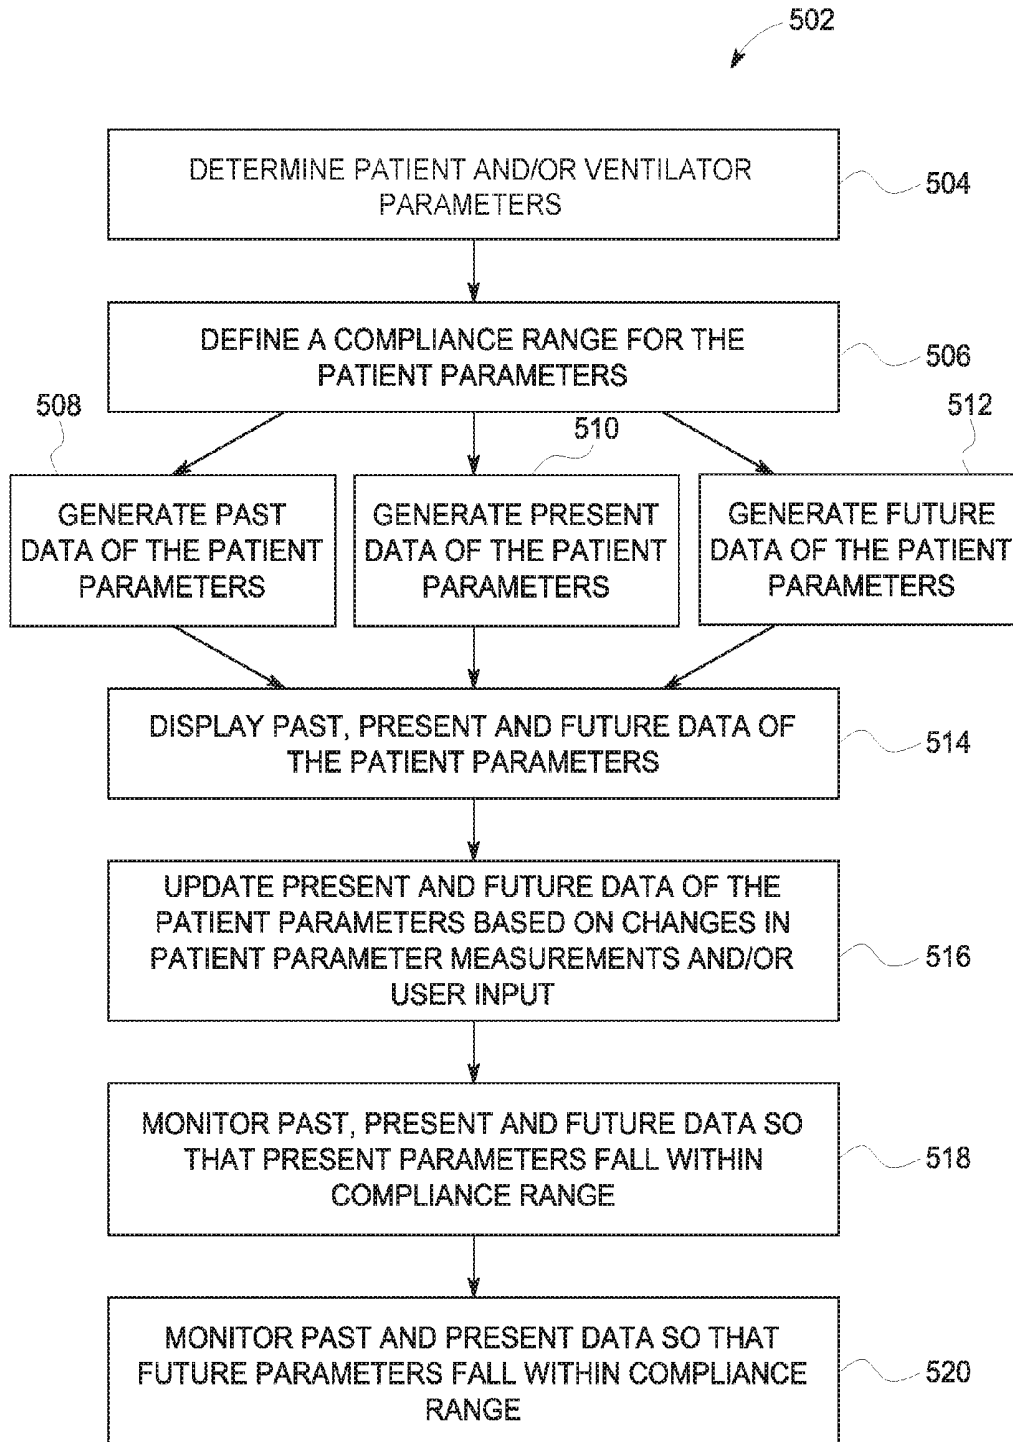 502
DETERMINE PATIENT AND/OR VENTILATOR
PARAMETERS
504
DEFINE A COMPLIANCE RANGE FOR THE
PATIENT PARAMETERS
506
508
510
512
GENERATE PAST
DATA OF THE PATIENT
PARAMETERS
GENERATE PRESENT
DATA OF THE PATIENT
PARAMETERS
GENERATE FUTURE
DATA OF THE PATIENT
PARAMETERS
DISPLAY PAST, PRESENT AND FUTURE DATA OF
THE PATIENT PARAMETERS
514
UPDATE PRESENT AND FUTURE DATA OF THE
PATIENT PARAMETERS BASED ON CHANGES IN
PATIENT PARAMETER MEASUREMENTS AND/OR
USER INPUT
516
MONITOR PAST, PRESENT AND FUTURE DATA SO
THAT PRESENT PARAMETERS FALL WITHIN
COMPLIANCE RANGE
518
MONITOR PAST AND PRESENT DATA SO THAT
FUTURE PARAMETERS FALL WITHIN COMPLIANCE
RANGE
520